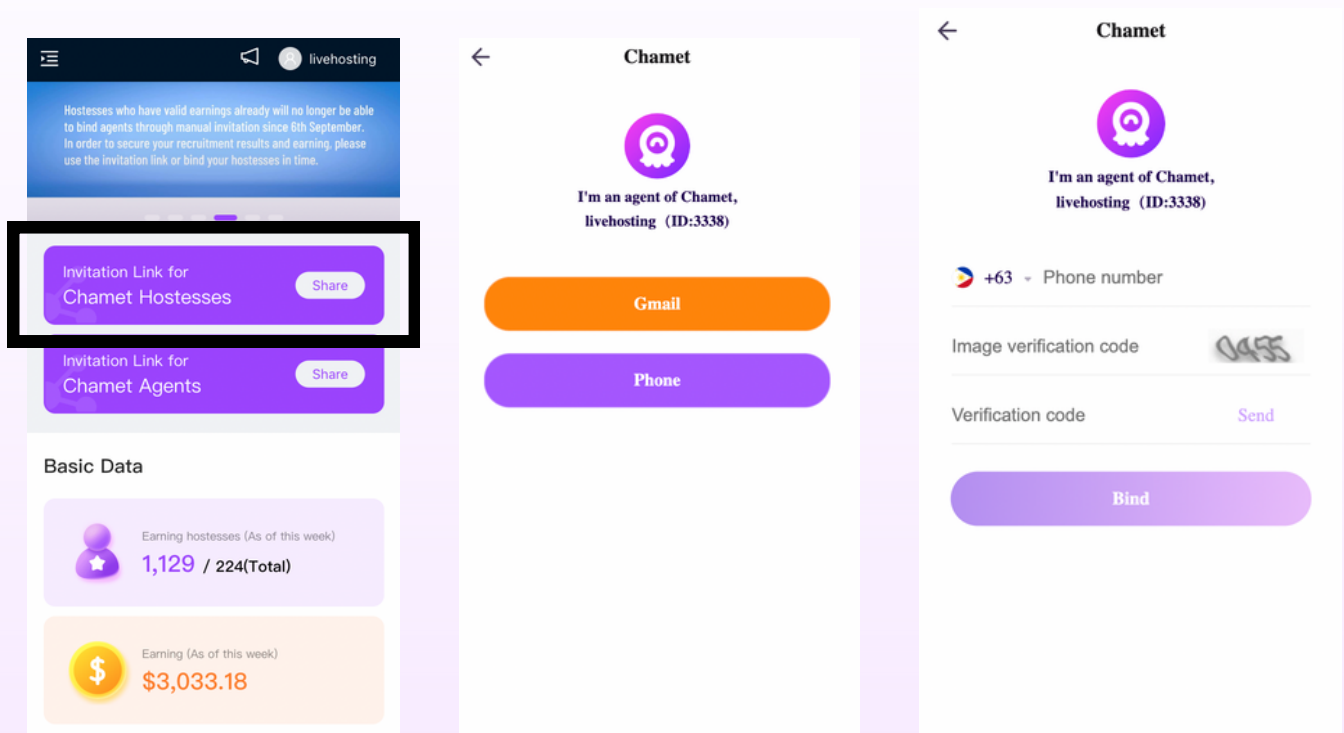 livehosting
Hostesses who have valid earnings already will no longer be able
to bind agents through manual invitation since 6th September.
In order to secure your recruitment results and earning, please
use the invitation link or bind your hostesses in time.
Invitation Link for
Chamet Hostesses
Share
Invitation Link for
Chamet Agents
Share
Basic Data
Earning hostesses (As of this week)
1,129 / 224(Total)
Earning (As of this week)
$3,033.18
Chamet
I'm an agent of Chamet,
livehosting（ID:3338)
Gmail
Phone
Chamet
I'm an agent of Chamet,
livehosting（ID:3338)
+63 Phone number
Image verification code 0955
Verification code Send
Bind